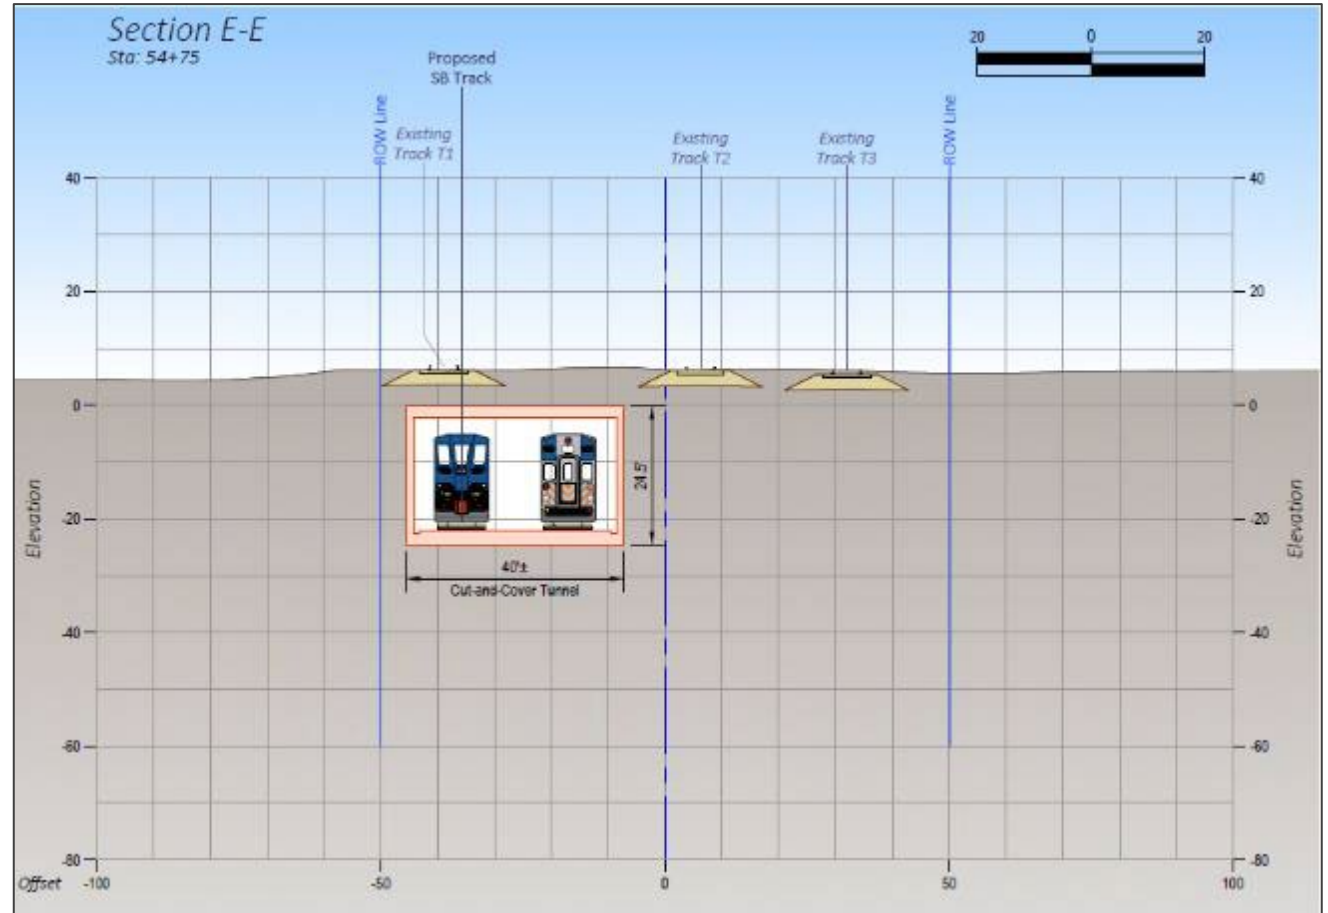 Section E-E
Sta: 54+75
20 0 20
Proposed
SB Track
ROW Line
Existing
Track T1
Existing
Track T2
Existing
Track T3
ROW Line
40 40
20 20
0 0
-20 -20
-40 -40
-60 -60
-80 -80
Elevation
Elevation
24.5'
40'±
Cut-and-Cover Tunnel
Offset -100 -50 0 50 100